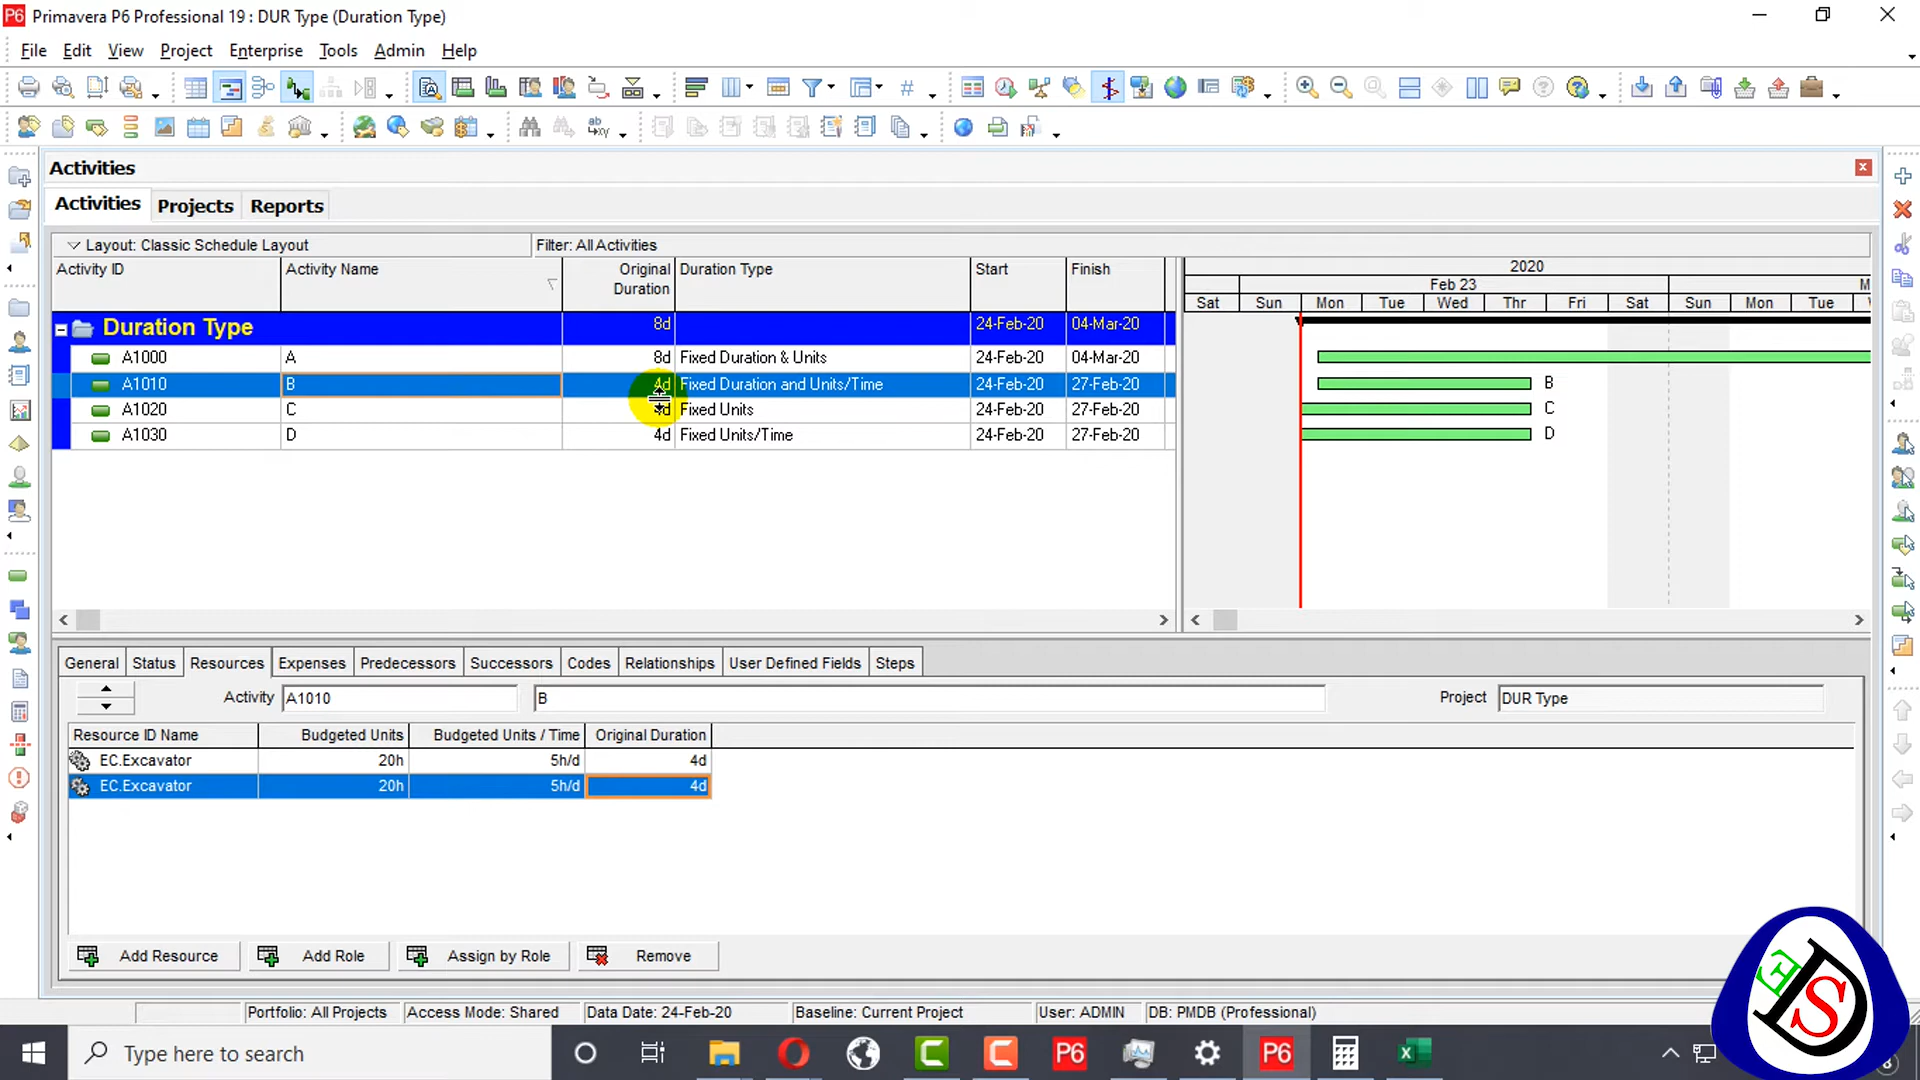 P6 Primavera P6 Professional 19 : DUR Type (Duration Type)
File Edit View Project Enterprise Tools Admin Help
Activities
Activities Projects Reports
Layout: Classic Schedule Layout Filter: All Activities
Activity ID Activity Name Original Duration Duration Type Start Finish
2020
Feb 23 M
Sat Sun Mon Tue Wed Thr Fri Sat Sun Mon Tue
Duration Type 8d 24-Feb-20 04-Mar-20
A1000 A 8d Fixed Duration & Units 24-Feb-20 04-Mar-20
A1010 B 4d Fixed Duration and Units/Time 24-Feb-20 27-Feb-20 B
A1020 C 4d Fixed Units 24-Feb-20 27-Feb-20 C
A1030 D 4d Fixed Units/Time 24-Feb-20 27-Feb-20 D
General Status Resources Expenses Predecessors Successors Codes Relationships User Defined Fields Steps
Activity A1010 B Project DUR Type
Resource ID Name Budgeted Units Budgeted Units / Time Original Duration
EC.Excavator 20h 5h/d 4d
EC.Excavator 20h 5h/d 4d
Add Resource Add Role Assign by Role Remove
Portfolio: All Projects Access Mode: Shared Data Date: 24-Feb-20 Baseline: Current Project User: ADMIN DB: PMDB (Professional)
Type here to search
P6 P6
E S